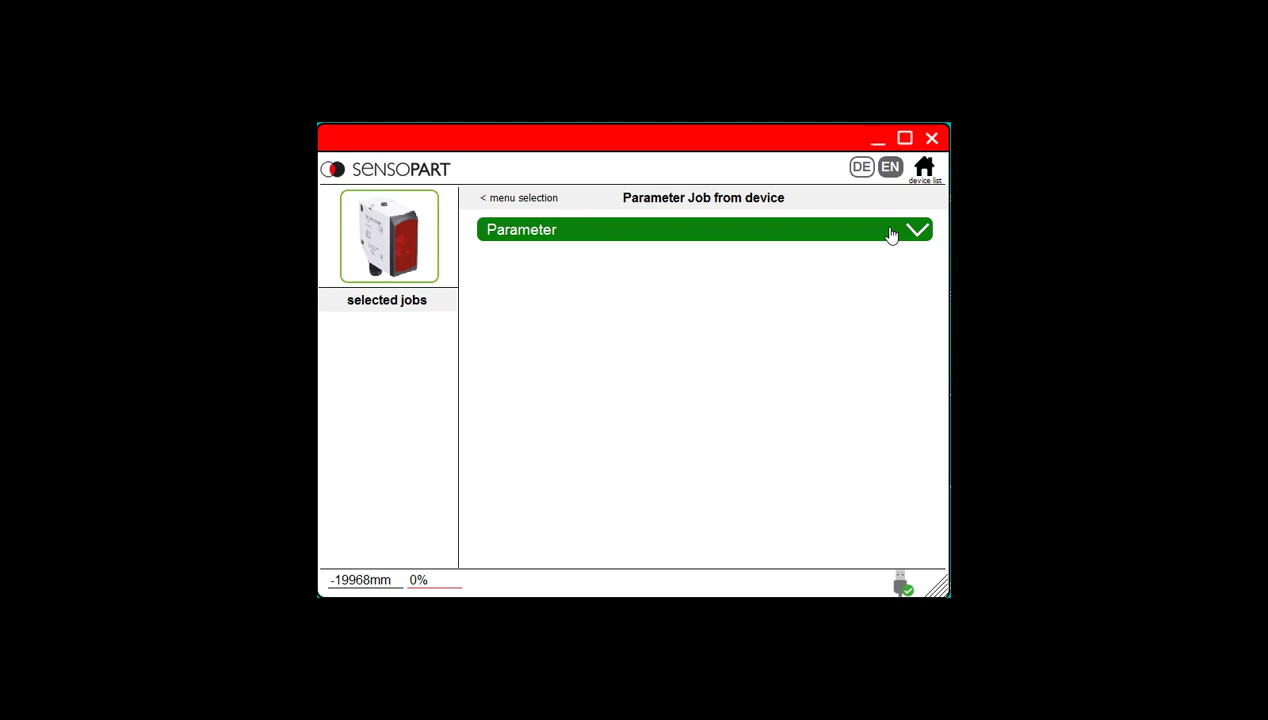 SENSOPART
DE EN
device list
< menu selection
Parameter Job from device
Parameter
selected jobs
-19968mm
0%